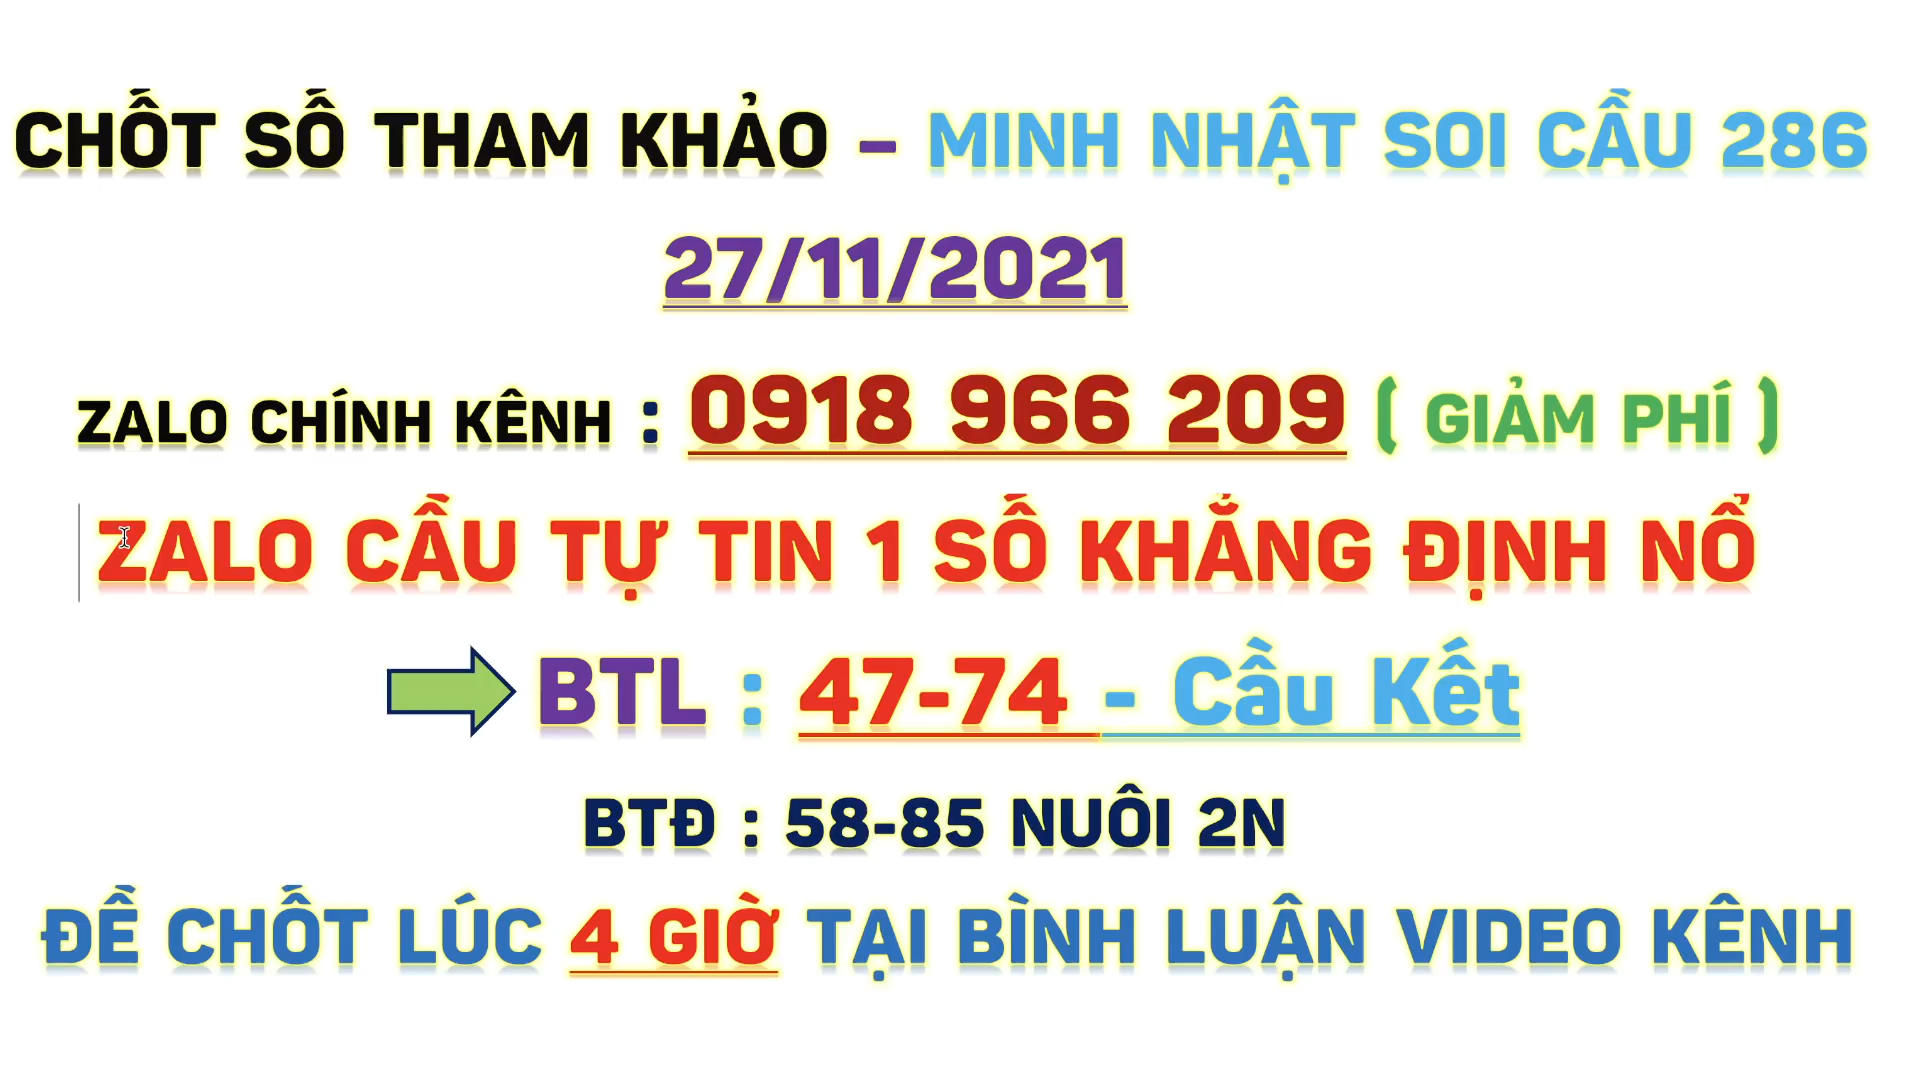 CHỐT SỐ THAM KHẢO – MINH NHẬT SOI CẦU 286
27/11/2021
ZALO CHÍNH KÊNH : 0918 966 209 ( GIẢM PHÍ )
ZALO CẦU TỰ TIN 1 SỐ KHẲNG ĐỊNH NỔ
BTL : 47-74 - Cầu Kết
BTĐ : 58-85 NUÔI 2N
ĐỀ CHỐT LÚC 4 GIỜ TẠI BÌNH LUẬN VIDEO KÊNH